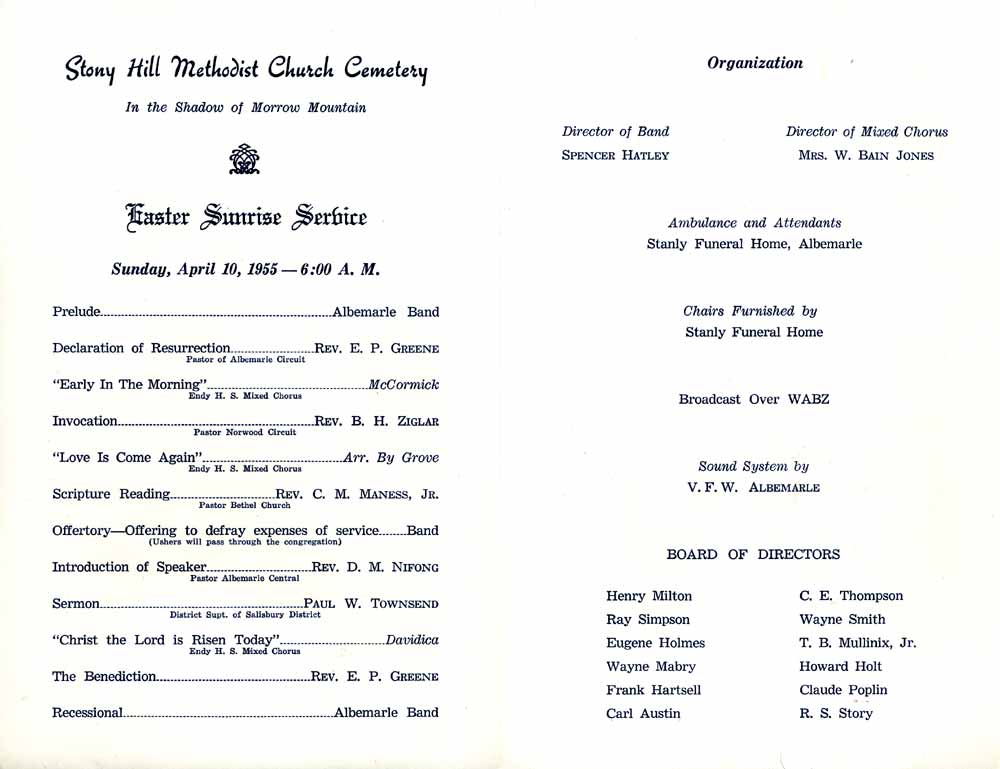 Stony Hill Methodist Church Cemetery
In the Shadow of Morrow Mountain
Easter Sunrise Service
Sunday, April 10, 1955 — 6:00 A. M.
Prelude Albemarle Band
Declaration of Resurrection REV. E. P. GREENE
Pastor of Albemarle Circuit
“Early In The Morning” McCormick
Endy H. S. Mixed Chorus
Invocation REV. B. H. ZIGLAR
Pastor Norwood Circuit
“Love Is Come Again” Arr. By Grove
Endy H. S. Mixed Chorus
Scripture Reading REV. C. M. MANESS, JR.
Pastor Bethel Church
Offertory—Offering to defray expenses of service Band
(Ushers will pass through the congregation)
Introduction of Speaker REV. D. M. NIFONG
Pastor Albemarle Central
Sermon PAUL W. TOWNSEND
District Supt. of Salisbury District
“Christ the Lord is Risen Today” Davidica
Endy H. S. Mixed Chorus
The Benediction REV. E. P. GREENE
Recessional Albemarle Band
Organization
Director of Band
SPENCER HATLEY
Director of Mixed Chorus
MRS. W. BAIN JONES
Ambulance and Attendants
Stanly Funeral Home, Albemarle
Chairs Furnished by
Stanly Funeral Home
Broadcast Over WABZ
Sound System by
V. F. W. ALBEMARLE
BOARD OF DIRECTORS
Henry Milton
Ray Simpson
Eugene Holmes
Wayne Mabry
Frank Hartsell
Carl Austin
C. E. Thompson
Wayne Smith
T. B. Mullinix, Jr.
Howard Holt
Claude Poplin
R. S. Story